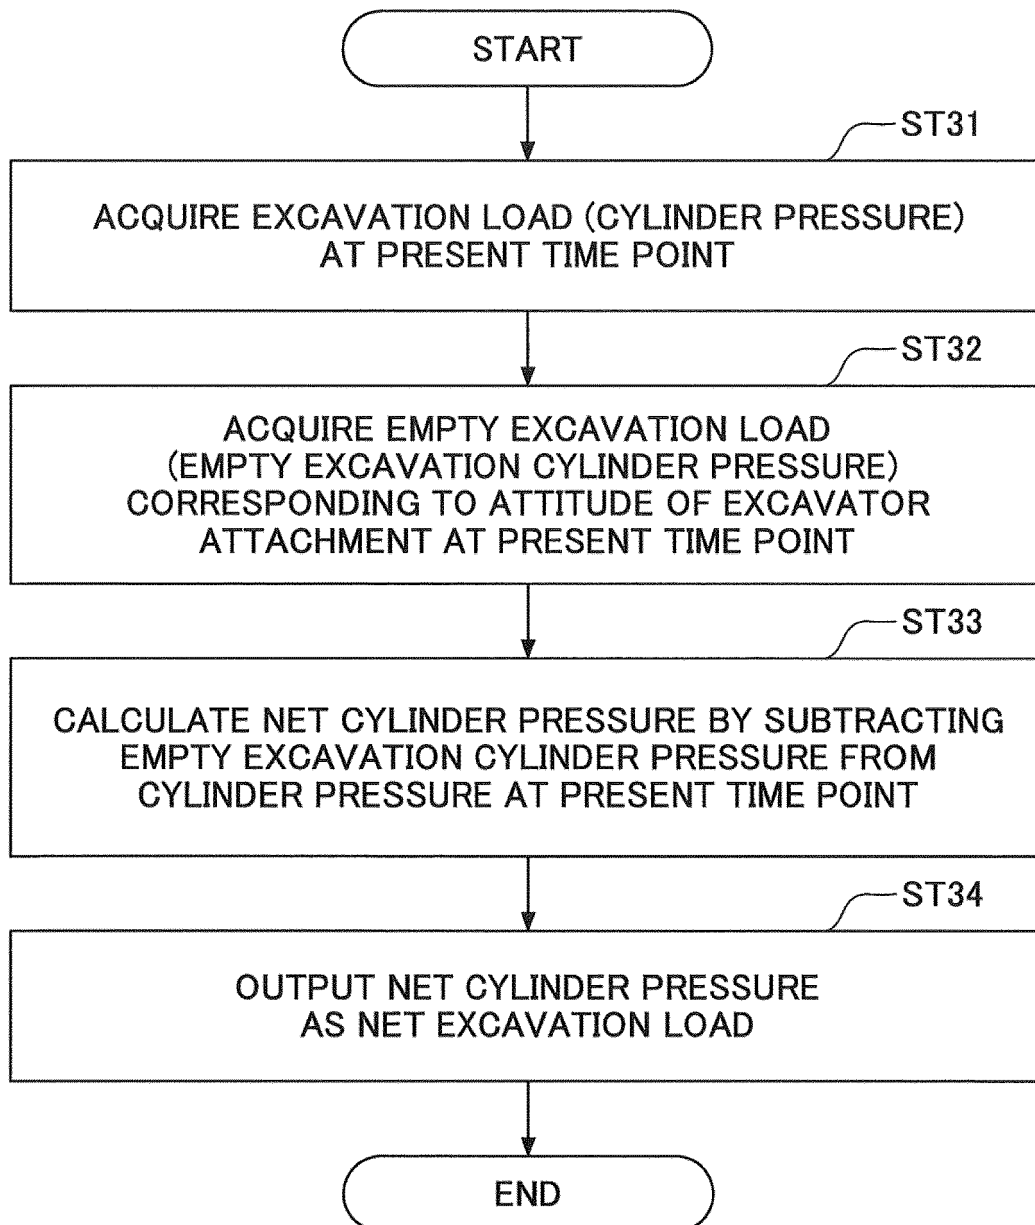 START
ST31
ACQUIRE EXCAVATION LOAD (CYLINDER PRESSURE)
AT PRESENT TIME POINT
ST32
ACQUIRE EMPTY EXCAVATION LOAD
(EMPTY EXCAVATION CYLINDER PRESSURE)
CORRESPONDING TO ATTITUDE OF EXCAVATOR
ATTACHMENT AT PRESENT TIME POINT
ST33
CALCULATE NET CYLINDER PRESSURE BY SUBTRACTING
EMPTY EXCAVATION CYLINDER PRESSURE FROM
CYLINDER PRESSURE AT PRESENT TIME POINT
ST34
OUTPUT NET CYLINDER PRESSURE
AS NET EXCAVATION LOAD
END